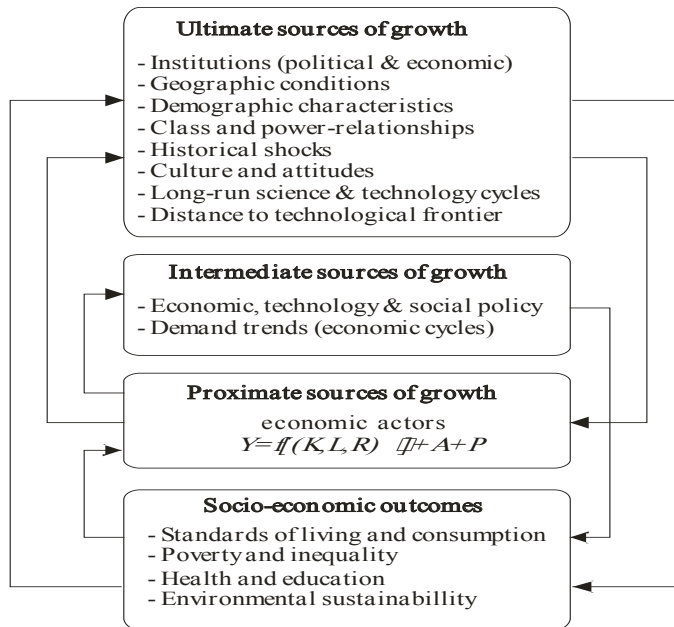 Ultimate sources of growth
- Institutions (political & economic)
- Geographic conditions
- Demographic characteristics
- Class and power-relationships
- Historical shocks
- Culture and attitudes
- Long-run science & technology cycles
- Distance to technological frontier
Intermediate sources of growth
- Economic, technology & social policy
- Demand trends (economic cycles)
Proximate sources of growth
economic actors
Y=f[(K,L,R) ]+A+P
Socio-economic outcomes
- Standards of living and consumption
- Poverty and inequality
- Health and education
- Environmental sustainabillity